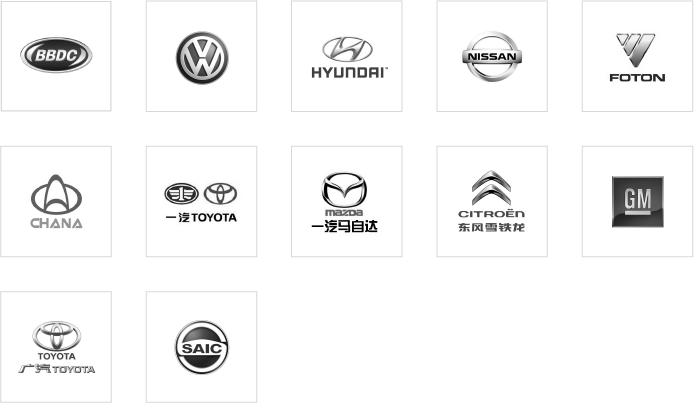 BBDC
VW
HYUNDAI
NISSAN
FOTON
CHANA
一汽TOYOTA
mazda
一汽马自达
CITROËN
东风雪铁龙
GM
TOYOTA
广汽TOYOTA
SAIC